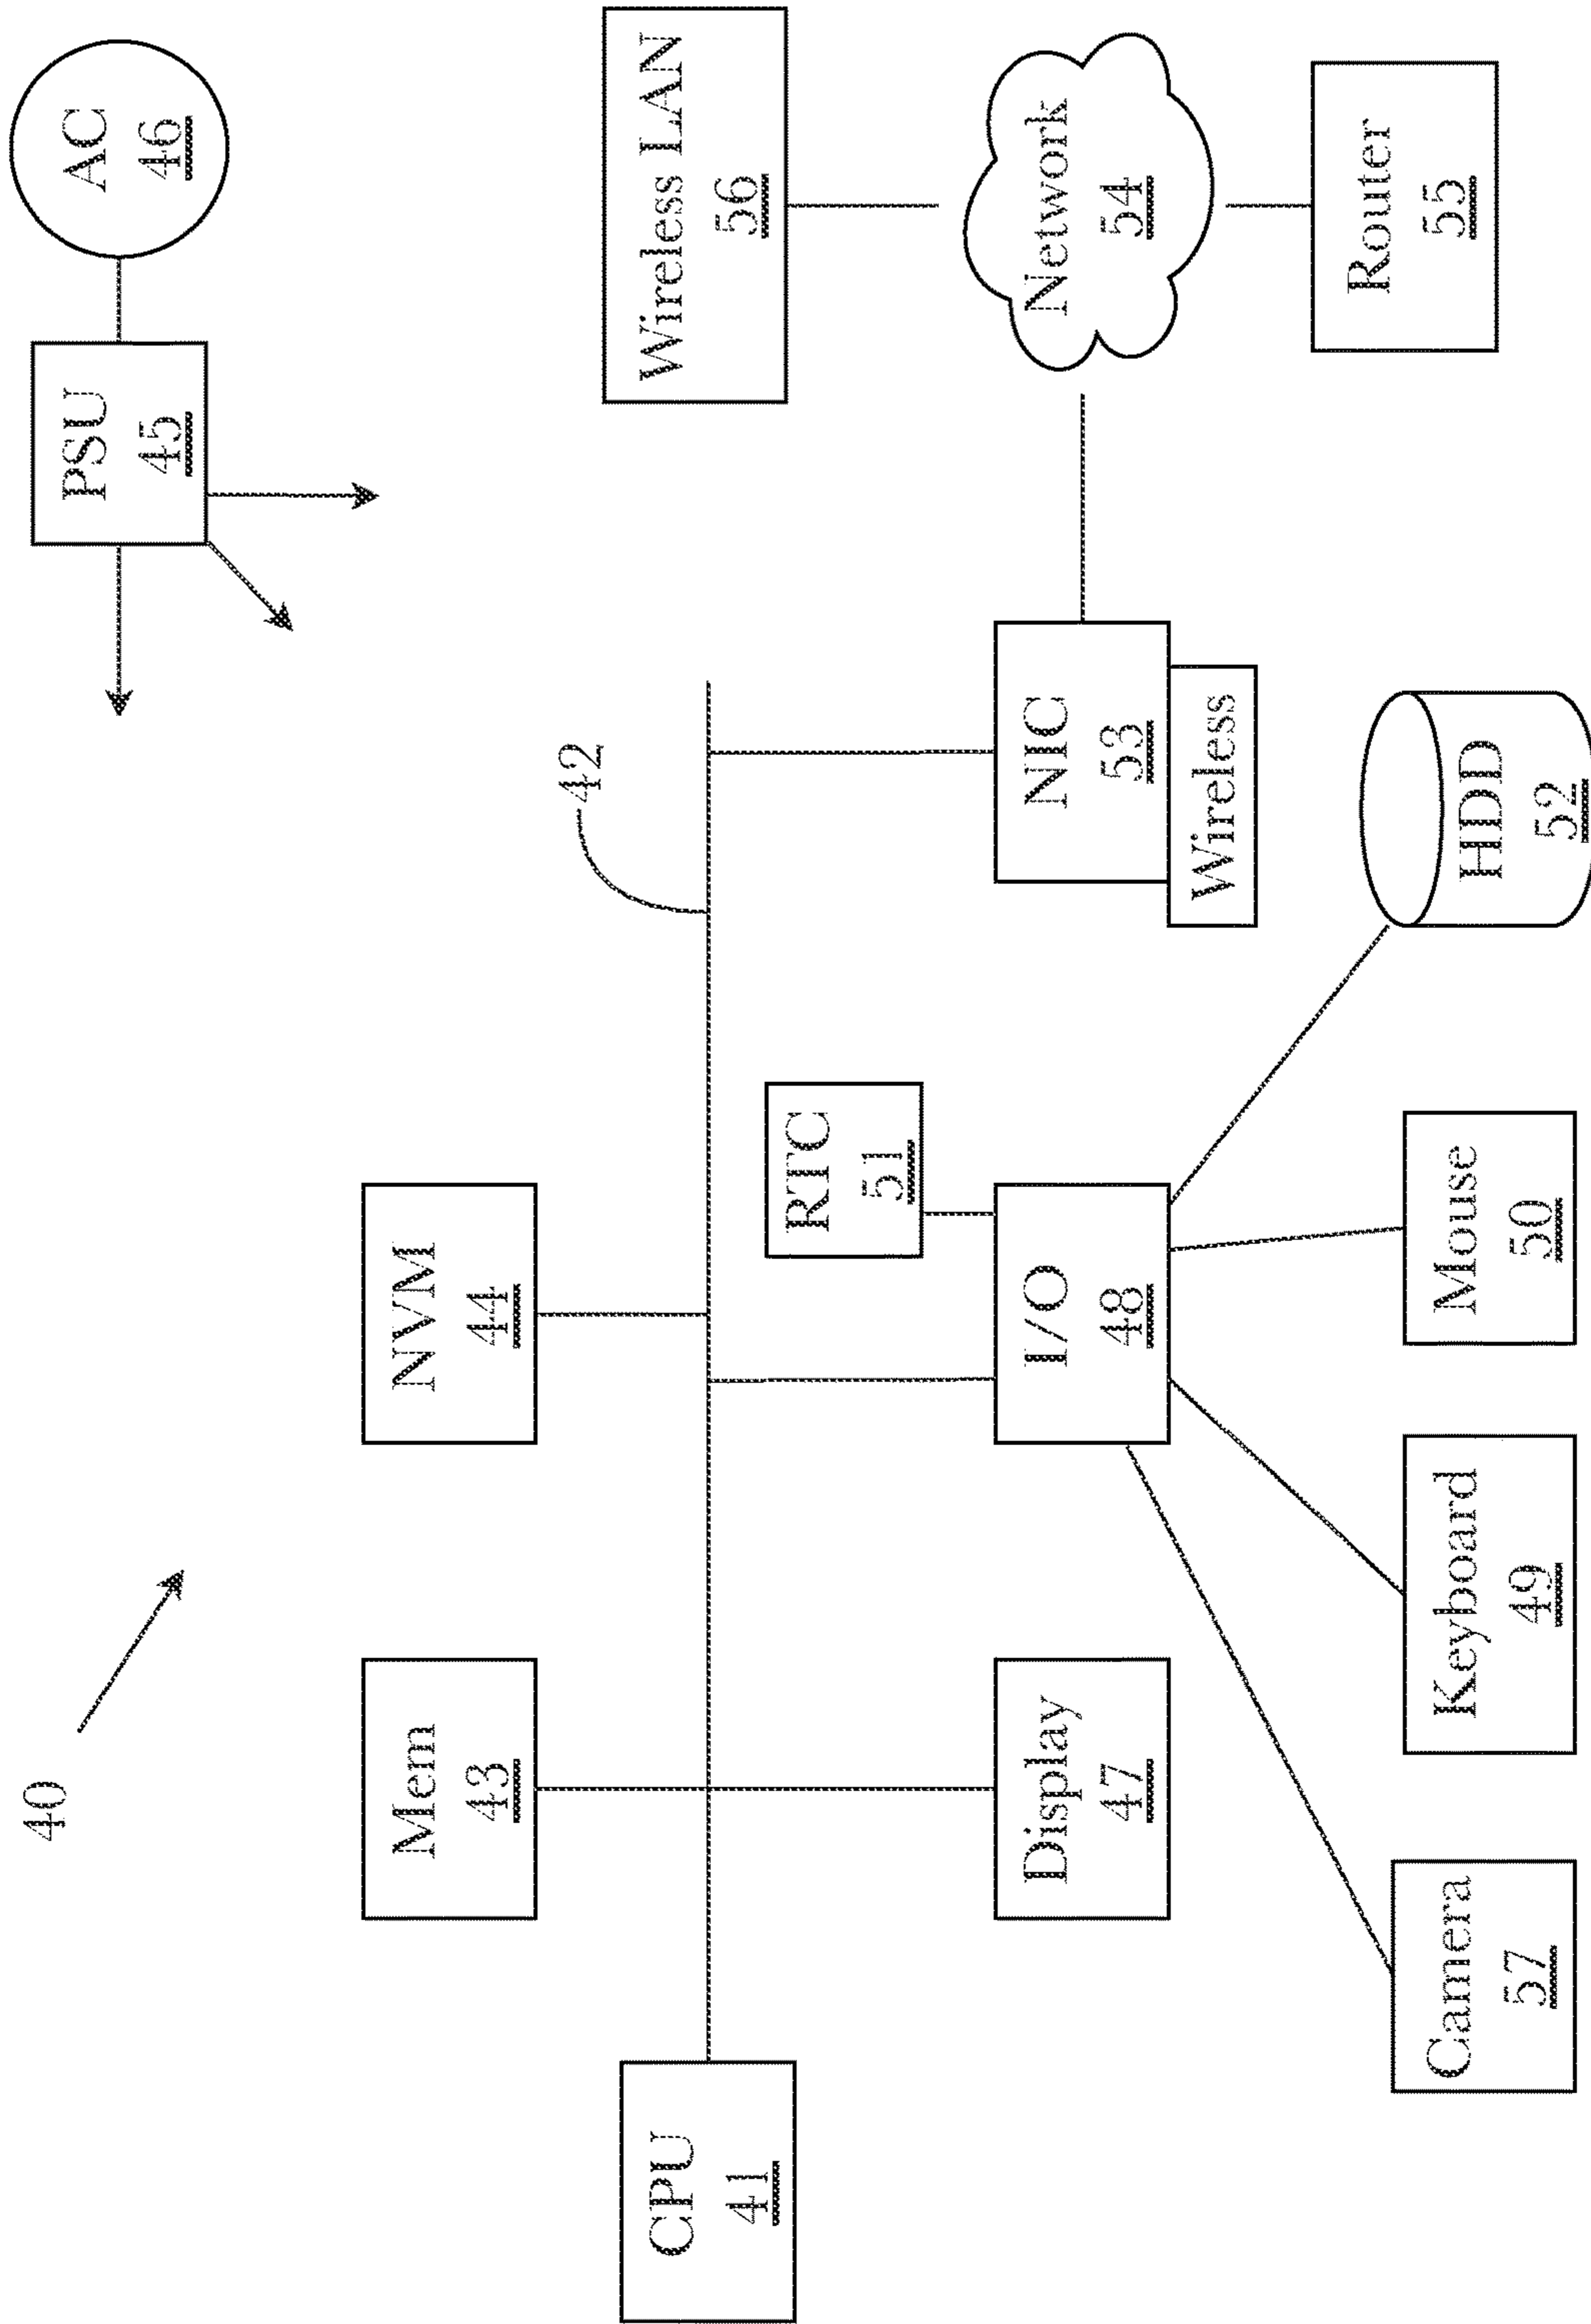 40
PSU
45
AC
46
Mem
43
NVM
44
42
CPU
41
RTC
51
Wireless LAN
56
Display
47
I/O
48
NIC
53
Wireless
Network
54
Camera
57
Keyboard
49
Mouse
50
HDD
52
Router
55